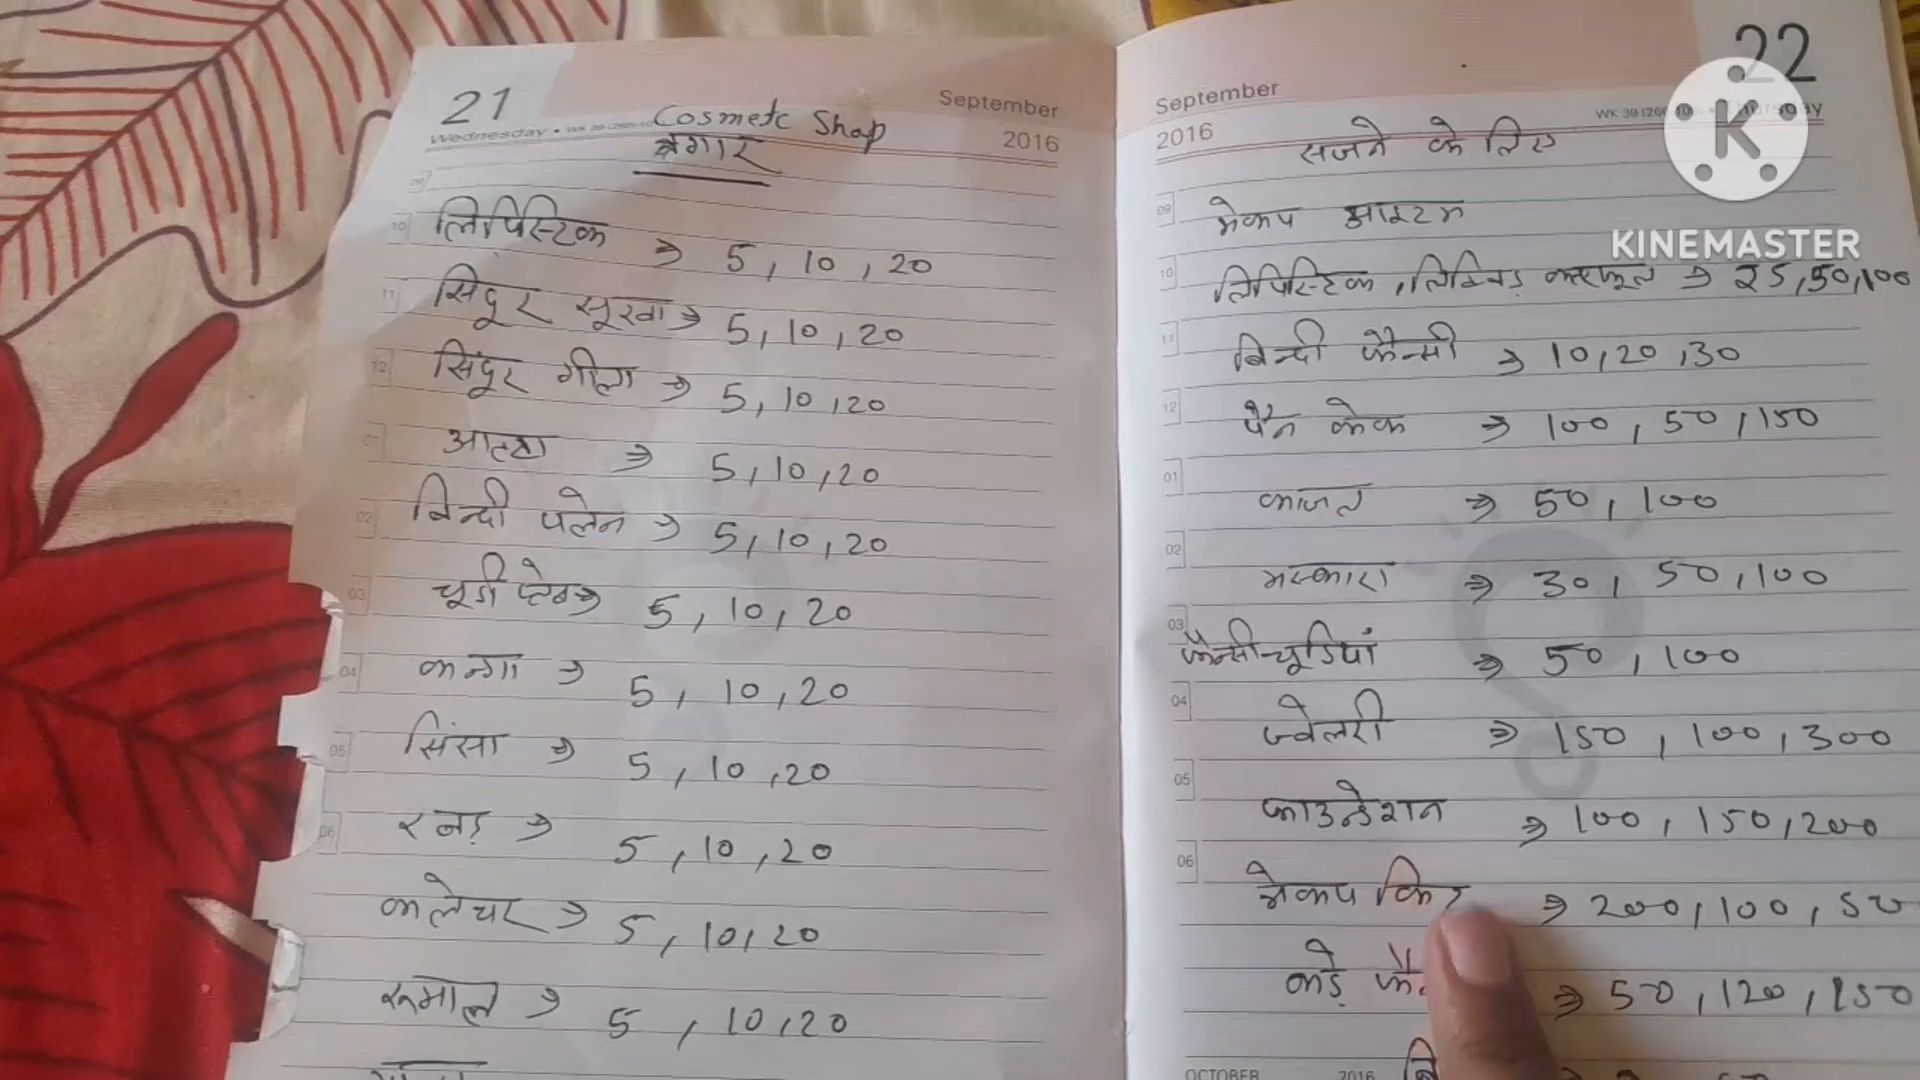 21
September
Wednesday
2016
Cosmetc Shop
लिपिस्टिक ⇒ 5, 10, 20
सिंदूर सूखा ⇒ 5, 10, 20
सिंदूर गीला ⇒ 5, 10, 20
आल्ता ⇒ 5, 10, 20
बिन्दी पलेन ⇒ 5, 10, 20
चूडी प्लेन ⇒ 5, 10, 20
कन्गा ⇒ 5, 10, 20
सिंसा ⇒ 5, 10, 20
रबड़ ⇒ 5, 10, 20
कलेचर ⇒ 5, 10, 20
रूमाल ⇒ 5, 10, 20
22
September
2016
सजने के लिए
मेकप आइटम
लिपिस्टिक, लिक्विड़ ⇒ 25, 50, 100
बिन्दी फैन्सी ⇒ 10, 20, 30
पैन केक ⇒ 100, 50, 150
काजल ⇒ 50, 100
मस्कारा ⇒ 30, 50, 100
फैन्सी चूडियां ⇒ 50, 100
ज्वेलरी ⇒ 150, 100, 300
फाउन्डेशन ⇒ 100, 150, 200
मेकप किट ⇒ 200, 100, 50
कड़े ⇒ 50, 120, 150
OCTOBER 2016
K
KINEMASTER